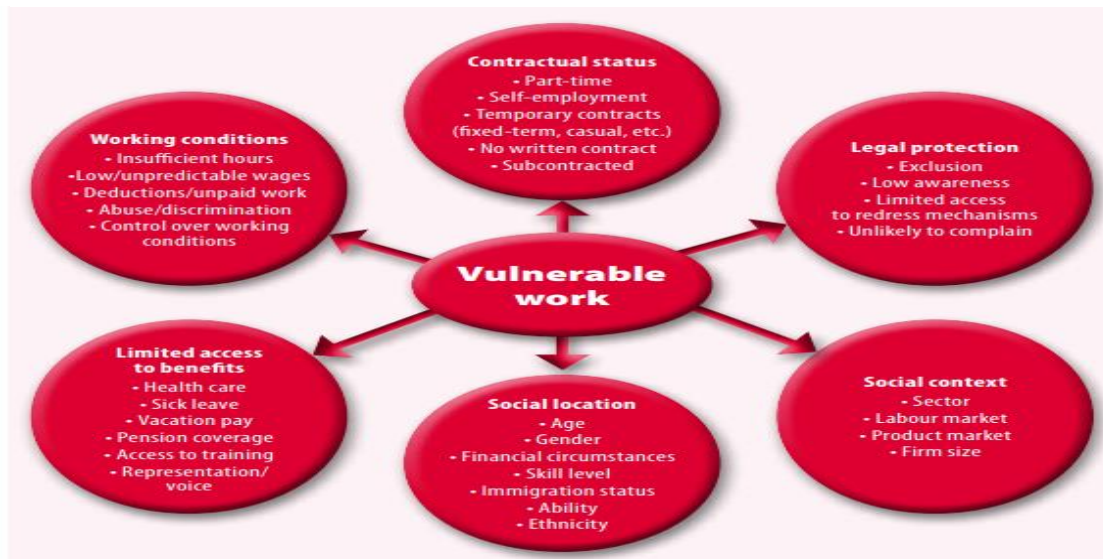 Contractual status
• Part-time
• Self-employment
• Temporary contracts
(fixed-term, casual, etc.)
• No written contract
• Subcontracted
Working conditions
• Insufficient hours
•Low/unpredictable wages
• Deductions/unpaid work
• Abuse/discrimination
• Control over working
conditions
Legal protection
• Exclusion
• Low awareness
• Limited access
to redress mechanisms
• Unlikely to complain
Vulnerable
work
Limited access
to benefits
• Health care
• Sick leave
• Vacation pay
• Pension coverage
• Access to training
• Representation/
voice
Social location
• Age
• Gender
• Financial circumstances
• Skill level
• Immigration status
• Ability
• Ethnicity
Social context
• Sector
• Labour market
• Product market
• Firm size